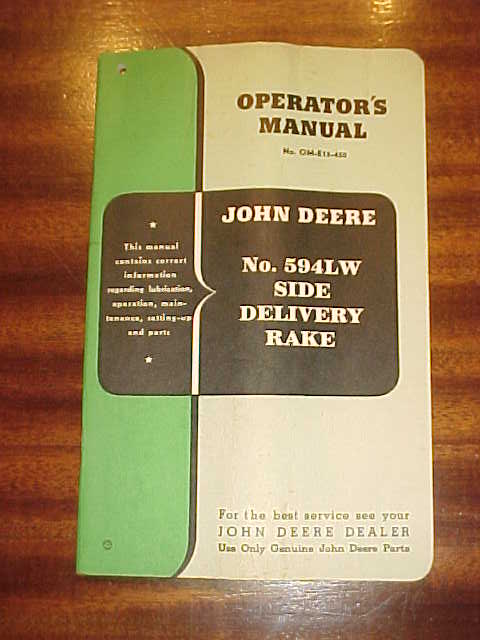 OPERATOR'S
MANUAL
No. OM-E15-450
JOHN DEERE
No. 594LW
SIDE
DELIVERY
RAKE
This manual
contains correct
information
regarding lubrication,
operation, main-
tenance, setting-up
and parts
For the best service see your
JOHN DEERE DEALER
Use Only Genuine John Deere Parts